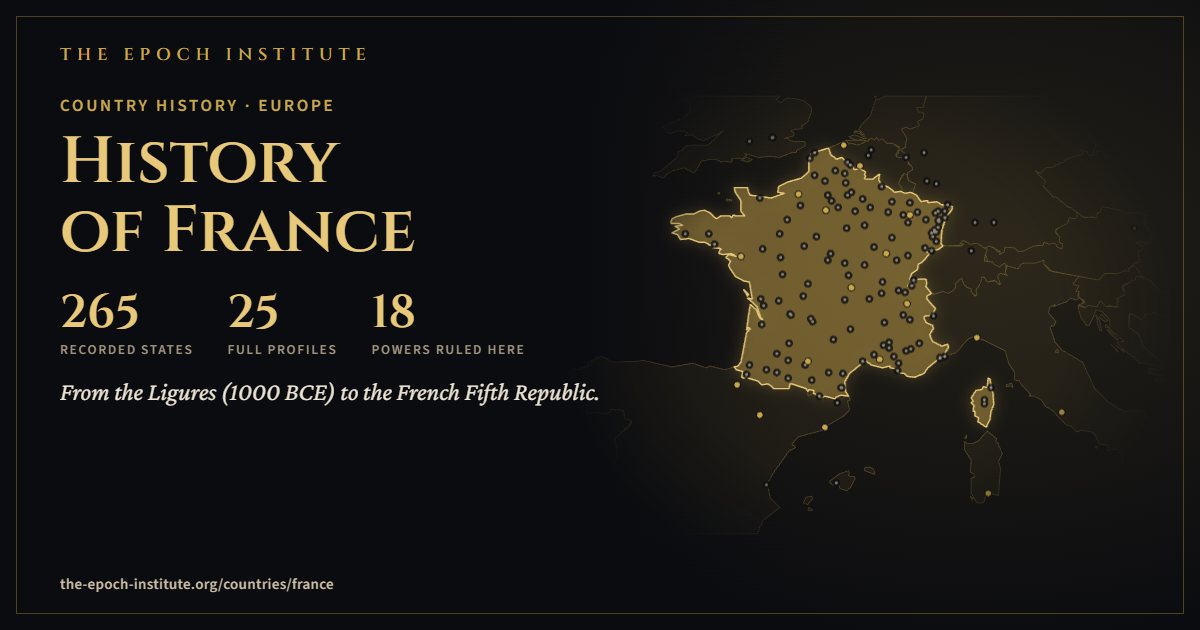 THE EPOCH INSTITUTE
COUNTRY HISTORY · EUROPE
HISTORY
OF FRANCE
265 25 18
RECORDED STATES FULL PROFILES POWERS RULED HERE
From the Ligures (1000 BCE) to the French Fifth Republic.
the-epoch-institute.org/countries/france